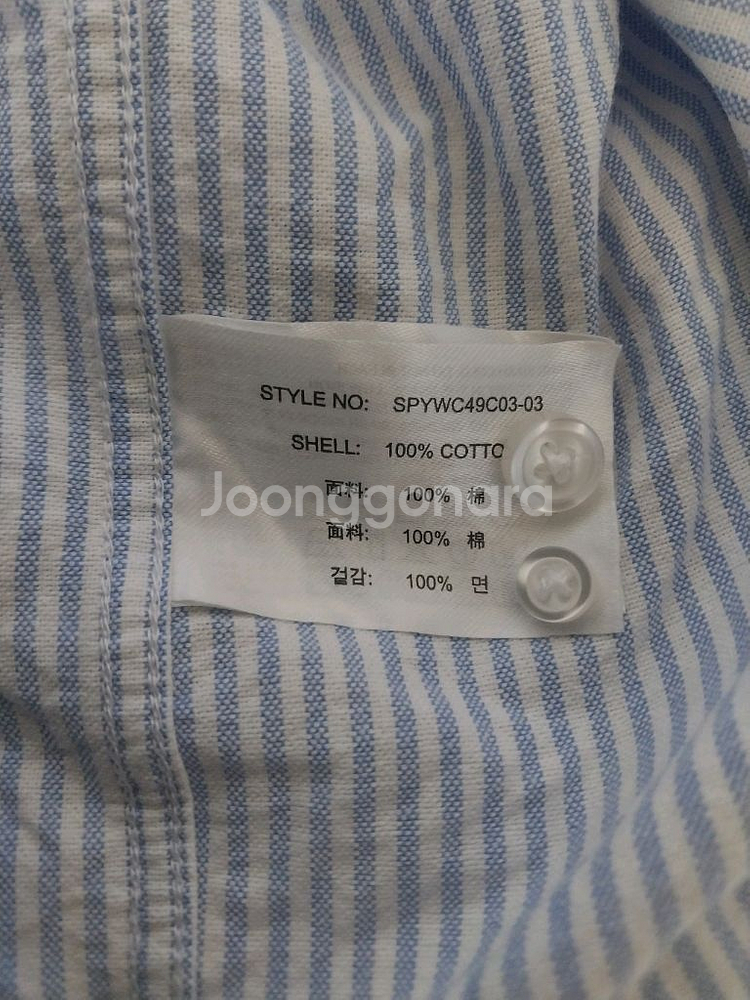 STYLE NO: SPYWC49C03-03
SHELL: 100% COTTO
面料: 100% 棉
Joonggonara
面料: 100% 棉
겉감: 100% 면